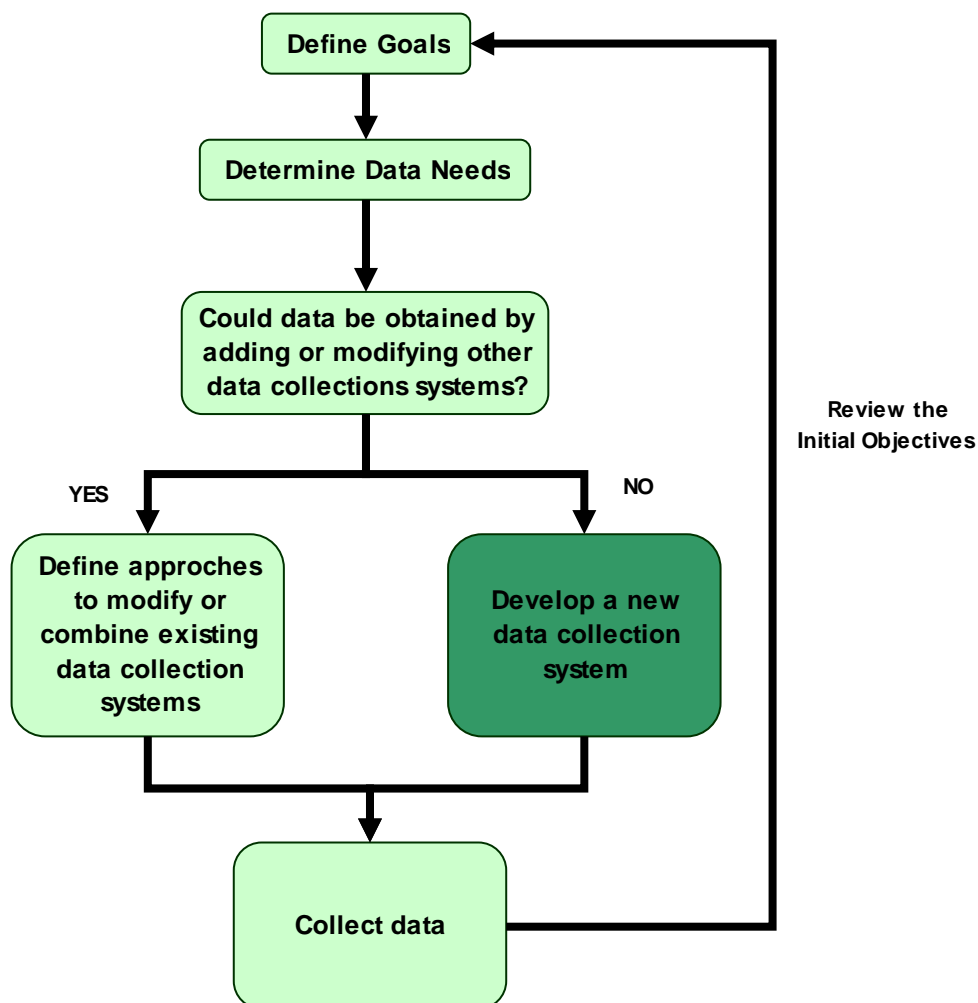 Define Goals
Determine Data Needs
Could data be obtained by
adding or modifying other
data collections systems?
Review the
Initial Objectives
YES
NO
Define approches
to modify or
combine existing
data collection
systems
Develop a new
data collection
system
Collect data